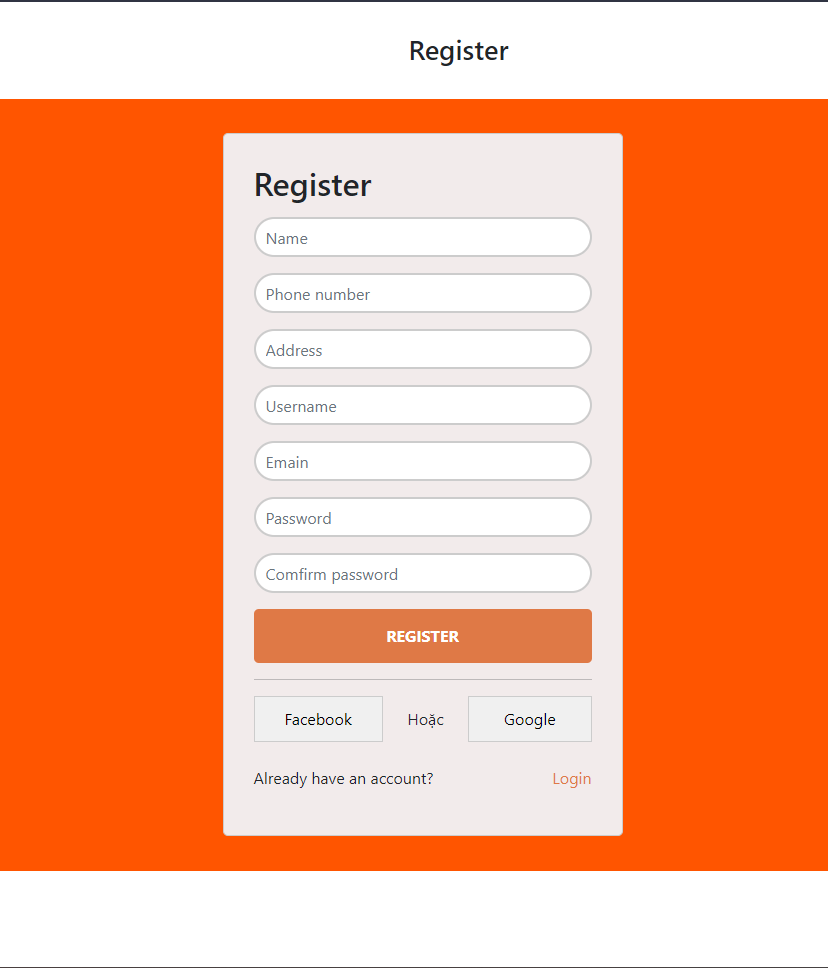 Register
Register
Name
Phone number
Address
Username
Emain
Password
Comfirm password
REGISTER
Facebook Hoặc Google
Already have an account? Login